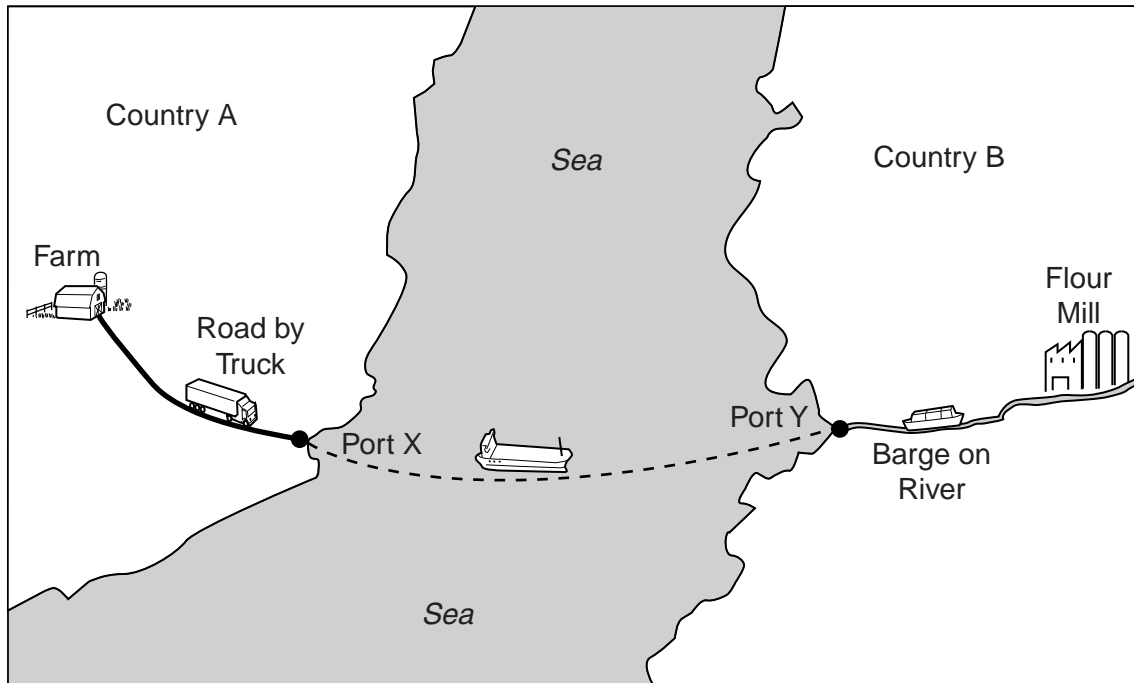 Country A
Sea
Country B
Farm
Flour
Mill
Road by
Truck
Port X
Port Y
Barge on
River
Sea